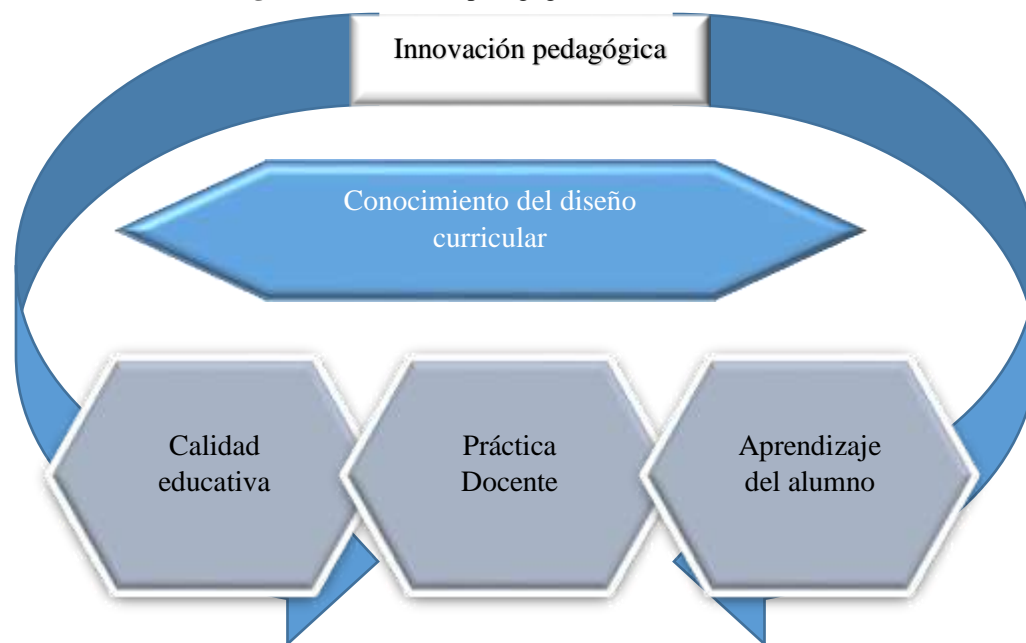 Innovación pedagógica
Conocimiento del diseño
curricular
Calidad
educativa
Práctica
Docente
Aprendizaje
del alumno